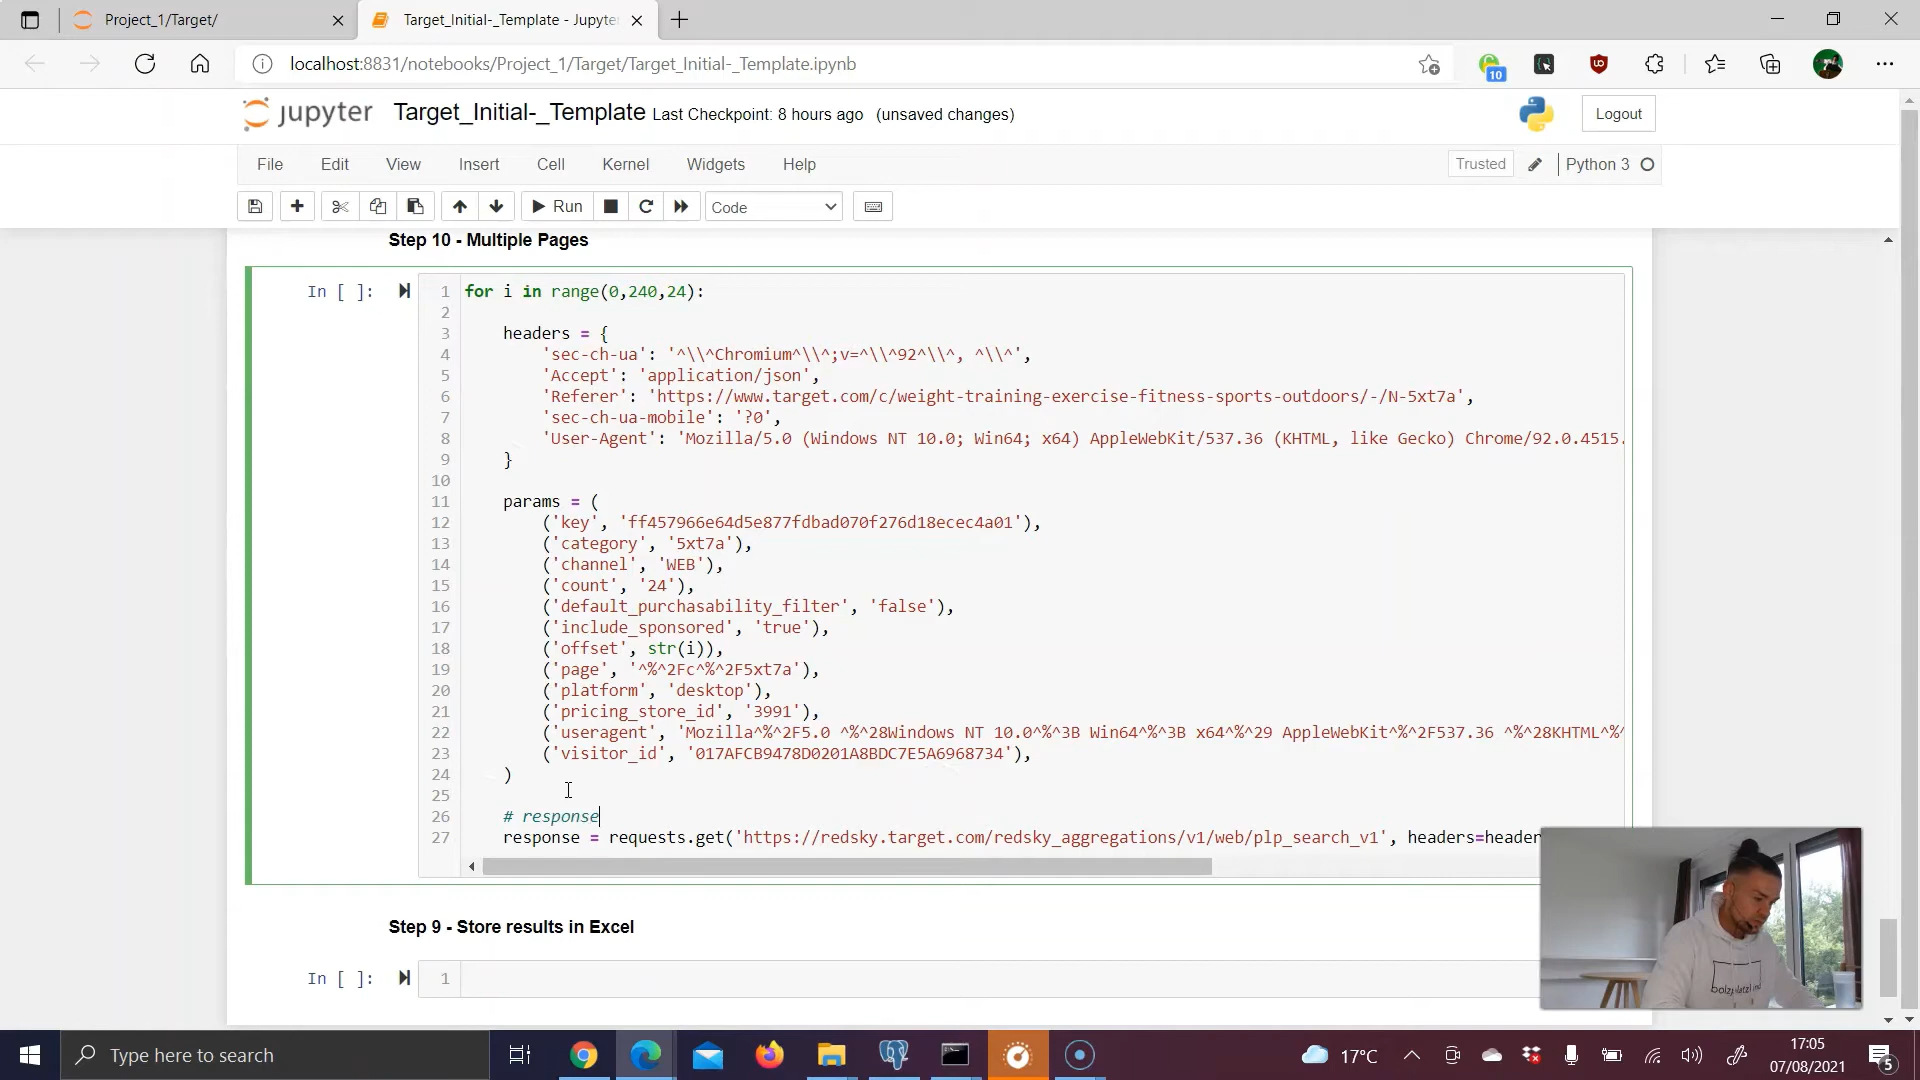 Project_1/Target/
Target_Initial-_Template - Jupyte
localhost:8831/notebooks/Project_1/Target/Target_Initial-_Template.ipynb
10
jupyter Target_Initial-_Template Last Checkpoint: 8 hours ago (unsaved changes)
Logout
File Edit View Insert Cell Kernel Widgets Help
Trusted Python 3
Run Code
Step 10 - Multiple Pages
In [ ]:
1 for i in range(0,240,24):
2
3 headers = {
4 'sec-ch-ua': '^\\^Chromium^\\^;v=^\\^92^\\^, ^\\^',
5 'Accept': 'application/json',
6 'Referer': 'https://www.target.com/c/weight-training-exercise-fitness-sports-outdoors/-/N-5xt7a',
7 'sec-ch-ua-mobile': '?0',
8 'User-Agent': 'Mozilla/5.0 (Windows NT 10.0; Win64; x64) AppleWebKit/537.36 (KHTML, like Gecko) Chrome/92.0.4515.
9 }
10
11 params = (
12 ('key', 'ff457966e64d5e877fdbad070f276d18ecec4a01'),
13 ('category', '5xt7a'),
14 ('channel', 'WEB'),
15 ('count', '24'),
16 ('default_purchasability_filter', 'false'),
17 ('include_sponsored', 'true'),
18 ('offset', str(i)),
19 ('page', '^%^2Fc^%^2F5xt7a'),
20 ('platform', 'desktop'),
21 ('pricing_store_id', '3991'),
22 ('useragent', 'Mozilla^%^2F5.0 ^%^28Windows NT 10.0^%^3B Win64^%^3B x64^%^29 AppleWebKit^%^2F537.36 ^%^28KHTML^%^
23 ('visitor_id', '017AFCB9478D0201A8BDC7E5A6968734'),
24 )
25
26 # response
27 response = requests.get('https://redsky.target.com/redsky_aggregations/v1/web/plp_search_v1', headers=header
Step 9 - Store results in Excel
In [ ]:
1
Type here to search
17°C
17:05
07/08/2021
5